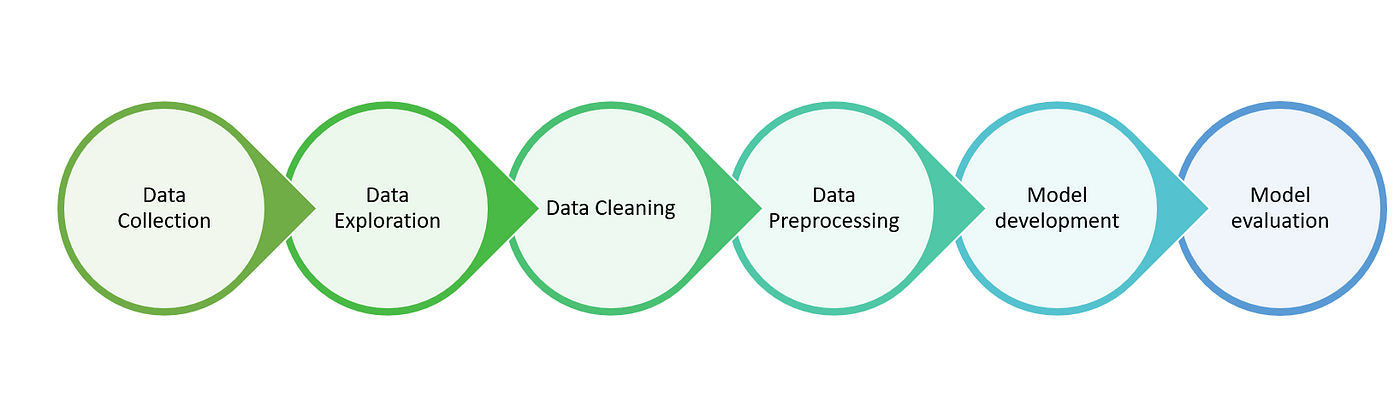 Data
Collection
Data
Exploration
Data Cleaning
Data
Preprocessing
Model
development
Model
evaluation